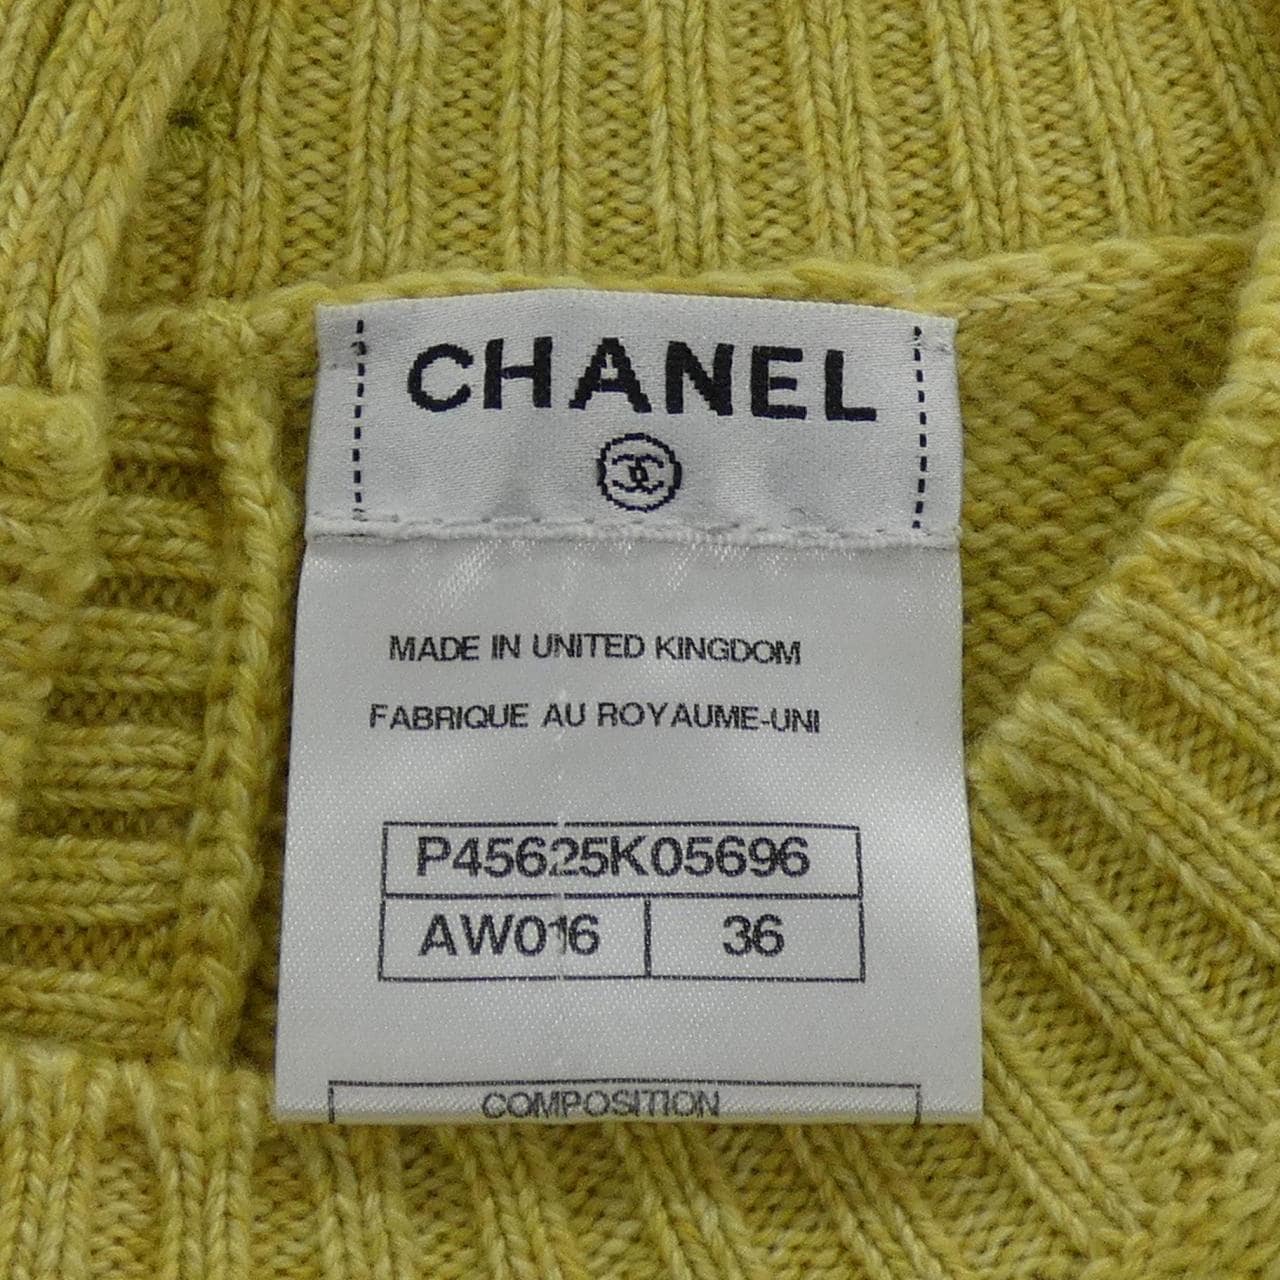 CHANEL
MADE IN UNITED KINGDOM
FABRIQUE AU ROYAUME-UNI
P45625K05696
AW016 36
COMPOSITION